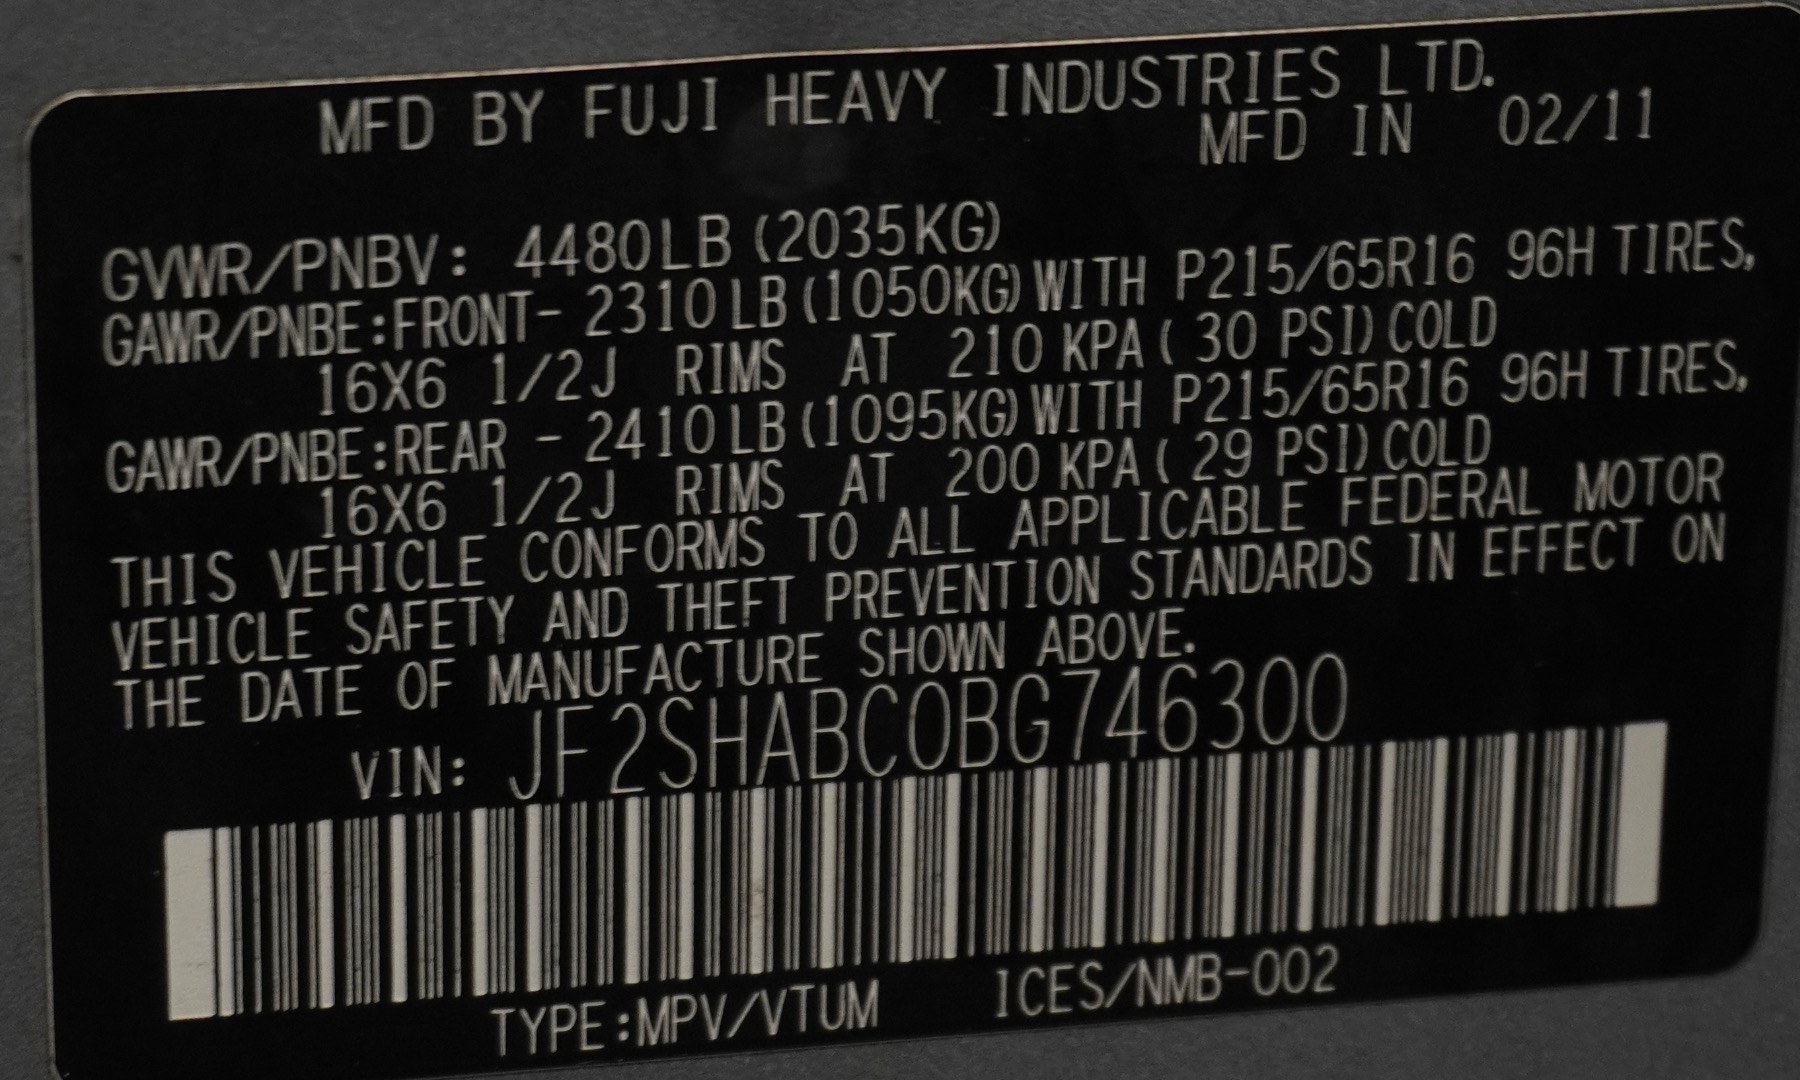 MFD BY FUJI HEAVY INDUSTRIES LTD.
MFD IN 02/11
GVWR/PNBV: 4480LB (2035KG)
GAWR/PNBE:FRONT- 2310LB(1050KG)WITH P215/65R16 96H TIRES,
16X6 1/2J RIMS AT 210 KPA( 30 PSI)COLD
GAWR/PNBE:REAR - 2410LB(1095KG)WITH P215/65R16 96H TIRES,
16X6 1/2J RIMS AT 200 KPA( 29 PSI)COLD
THIS VEHICLE CONFORMS TO ALL APPLICABLE FEDERAL MOTOR
VEHICLE SAFETY AND THEFT PREVENTION STANDARDS IN EFFECT ON
THE DATE OF MANUFACTURE SHOWN ABOVE.
VIN: JF2SHABC0BG746300
TYPE:MPV/VTUM ICES/NMB-002